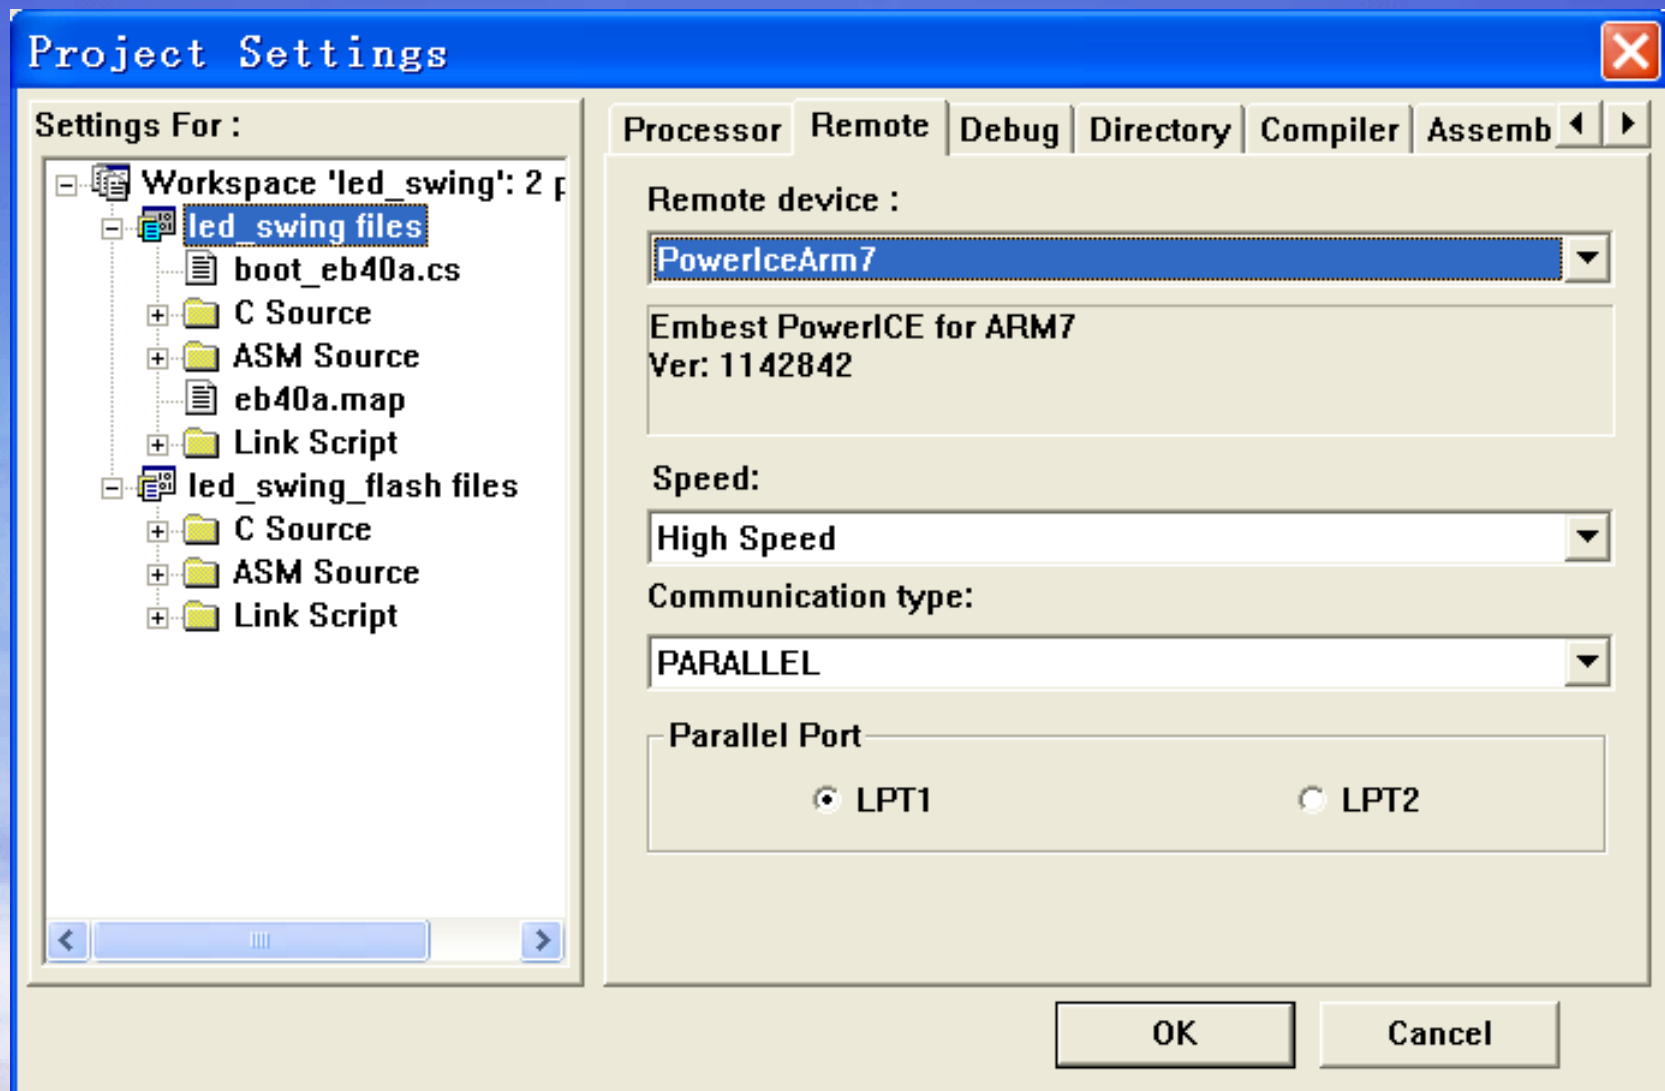 Project Settings
Settings For :
Workspace 'led_swing': 2 p
led_swing files
boot_eb40a.cs
C Source
ASM Source
eb40a.map
Link Script
led_swing_flash files
C Source
ASM Source
Link Script
Processor Remote Debug Directory Compiler Assemb
Remote device :
PowerIceArm7
Embest PowerICE for ARM7
Ver: 1142842
Speed:
High Speed
Communication type:
PARALLEL
Parallel Port
LPT1 LPT2
OK Cancel